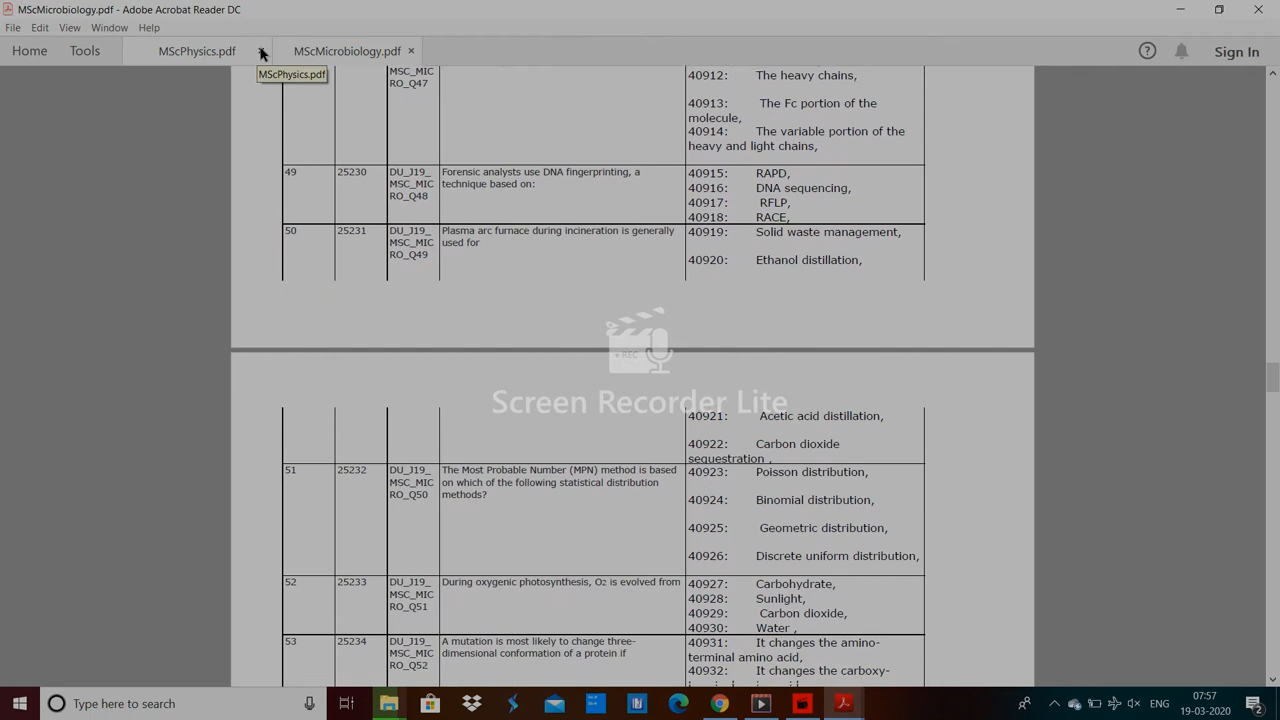 MScMicrobiology.pdf - Adobe Acrobat Reader DC
File Edit View Window Help
Home Tools MScPhysics.pdf MScMicrobiology.pdf × Sign In
MScPhysics.pdf
MSC_MIC
RO_Q47
40912: The heavy chains,
40913: The Fc portion of the
molecule,
40914: The variable portion of the
heavy and light chains,
49 25230 DU_J19_
MSC_MIC
RO_Q48
Forensic analysts use DNA fingerprinting, a
technique based on:
40915: RAPD,
40916: DNA sequencing,
40917: RFLP,
40918: RACE,
50 25231 DU_J19_
MSC_MIC
RO_Q49
Plasma arc furnace during incineration is generally
used for
40919: Solid waste management,
40920: Ethanol distillation,
• REC
Screen Recorder Lite
40921: Acetic acid distillation,
40922: Carbon dioxide
sequestration ,
51 25232 DU_J19_
MSC_MIC
RO_Q50
The Most Probable Number (MPN) method is based
on which of the following statistical distribution
methods?
40923: Poisson distribution,
40924: Binomial distribution,
40925: Geometric distribution,
40926: Discrete uniform distribution,
52 25233 DU_J19_
MSC_MIC
RO_Q51
During oxygenic photosynthesis, O2 is evolved from
40927: Carbohydrate,
40928: Sunlight,
40929: Carbon dioxide,
40930: Water ,
53 25234 DU_J19_
MSC_MIC
RO_Q52
A mutation is most likely to change three-
dimensional conformation of a protein if
40931: It changes the amino-
terminal amino acid,
40932: It changes the carboxy-
Type here to search
ENG
07:57
19-03-2020
2